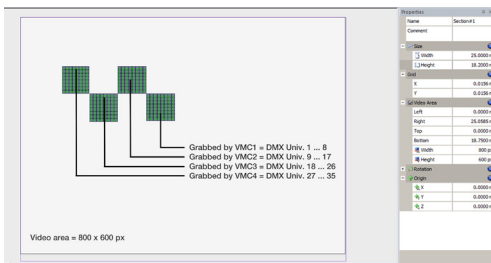 Properties
Name Section#1
Comment
Size
Width 25.0000
Height 18.2000
Grid
X 0.0156
Y 0.0156
Video Area
Left 0.0000
Right 25.0585
Top 0.0000
Bottom 18.7500
Width 800 p
Height 600 p
Rotation
Origin
X 0.0000
Y 0.0000
Z 0.0000
Grabbed by VMC1 = DMX Univ. 1 ... 8
Grabbed by VMC2 = DMX Univ. 9 ... 17
Grabbed by VMC3 = DMX Univ. 18 ... 26
Grabbed by VMC4 = DMX Univ. 27 ... 35
Video area = 800 x 600 px